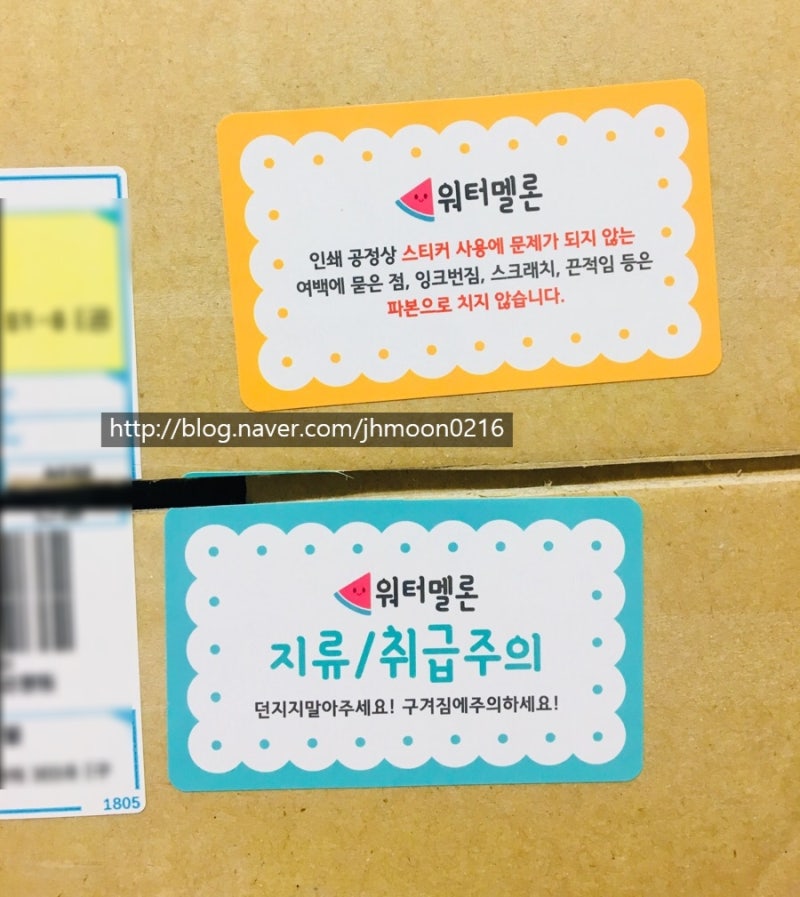 워터멜론
인쇄 공정상 스티커 사용에 문제가 되지 않는
여백에 묻은 점, 잉크번짐, 스크래치, 끈적임 등은
파본으로 치지 않습니다.
http://blog.naver.com/jhmoon0216
워터멜론
지류/취급주의
던지지말아주세요! 구겨짐에주의하세요!
1805